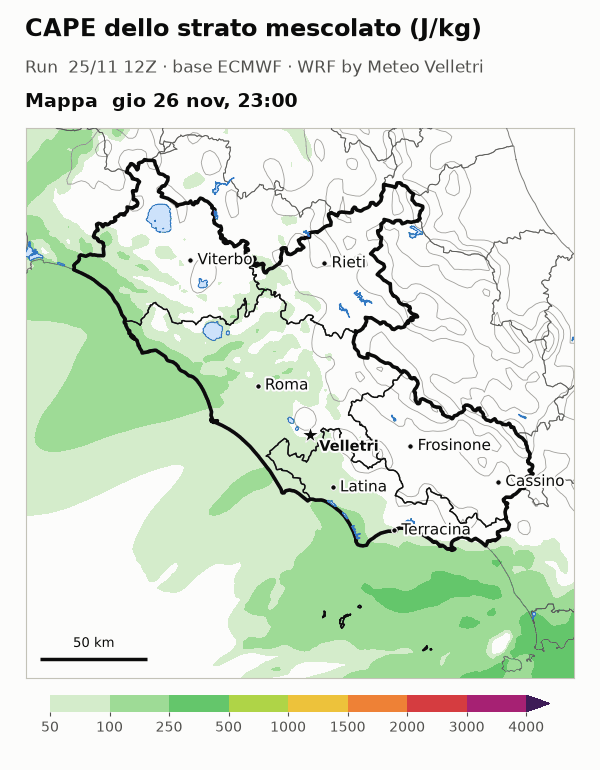 CAPE dello strato mescolato (J/kg)
Run  25/11 12Z · base ECMWF · WRF by Meteo Velletri
Mappa  gio 26 nov, 23:00
Viterbo
Rieti
Roma
Velletri
Frosinone
Cassino
Latina
Terracina
50 km
50 100 250 500 1000 1500 2000 3000 4000